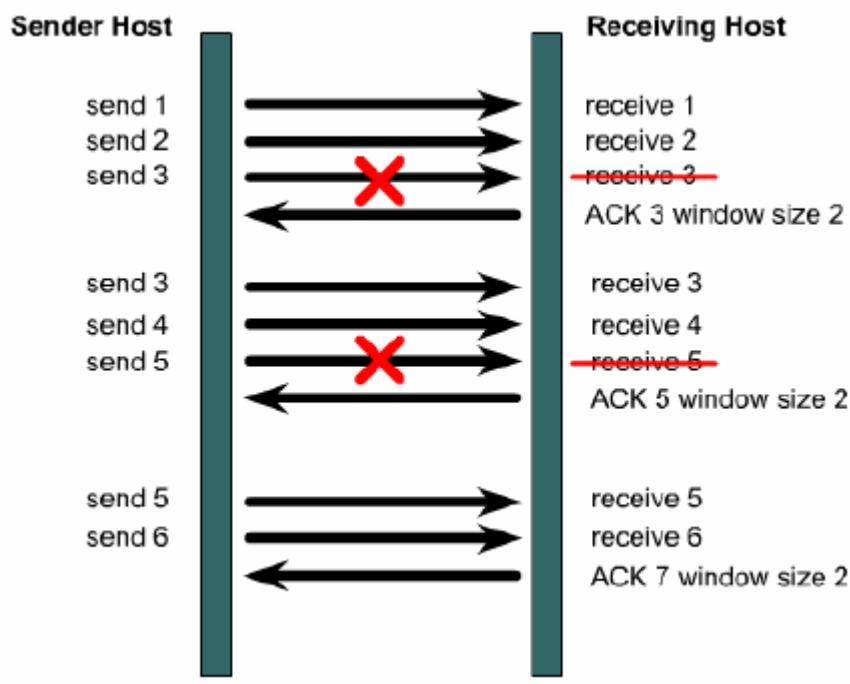 Sender Host Receiving Host
send 1 receive 1
send 2 receive 2
send 3 receive 3
ACK 3 window size 2
send 3 receive 3
send 4 receive 4
send 5 receive 5
ACK 5 window size 2
send 5 receive 5
send 6 receive 6
ACK 7 window size 2